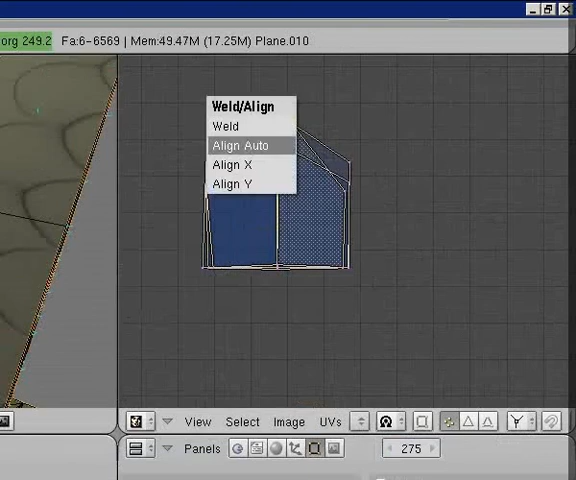 org 249.2 Fa:6-6569 | Mem:49.47M (17.25M) Plane.010
Weld/Align
Weld
Align Auto
Align X
Align Y
View Select Image UVs
Panels 275